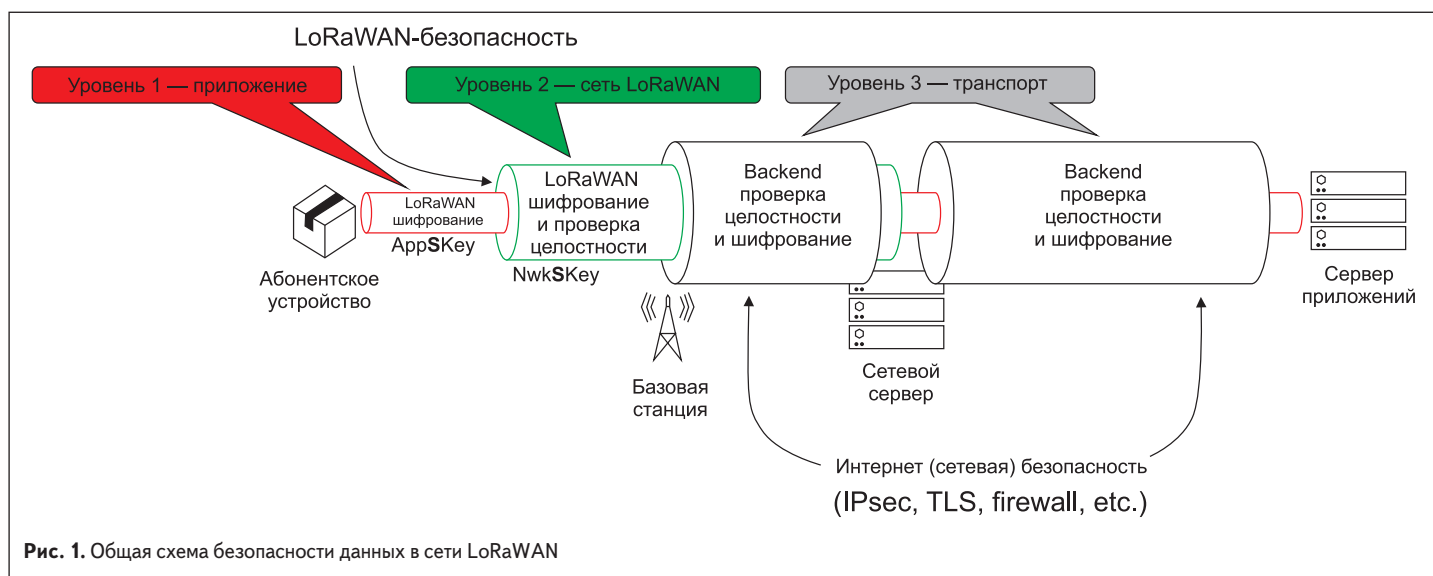 LoRaWAN-безопасность
Уровень 1 — приложение
Уровень 2 — сеть LoRaWAN
Уровень 3 — транспорт
LoRaWAN
шифрование
AppSKey
LoRaWAN
шифрование
и проверка
целостности
NwkSKey
Backend
проверка
целостности
и шифрование
Backend
проверка
целостности
и шифрование
Абонентское
устройство
Базовая
станция
Сетевой
сервер
Сервер
приложений
Интернет (сетевая) безопасность
(IPsec, TLS, firewall, etc.)
Рис. 1. Общая схема безопасности данных в сети LoRaWAN